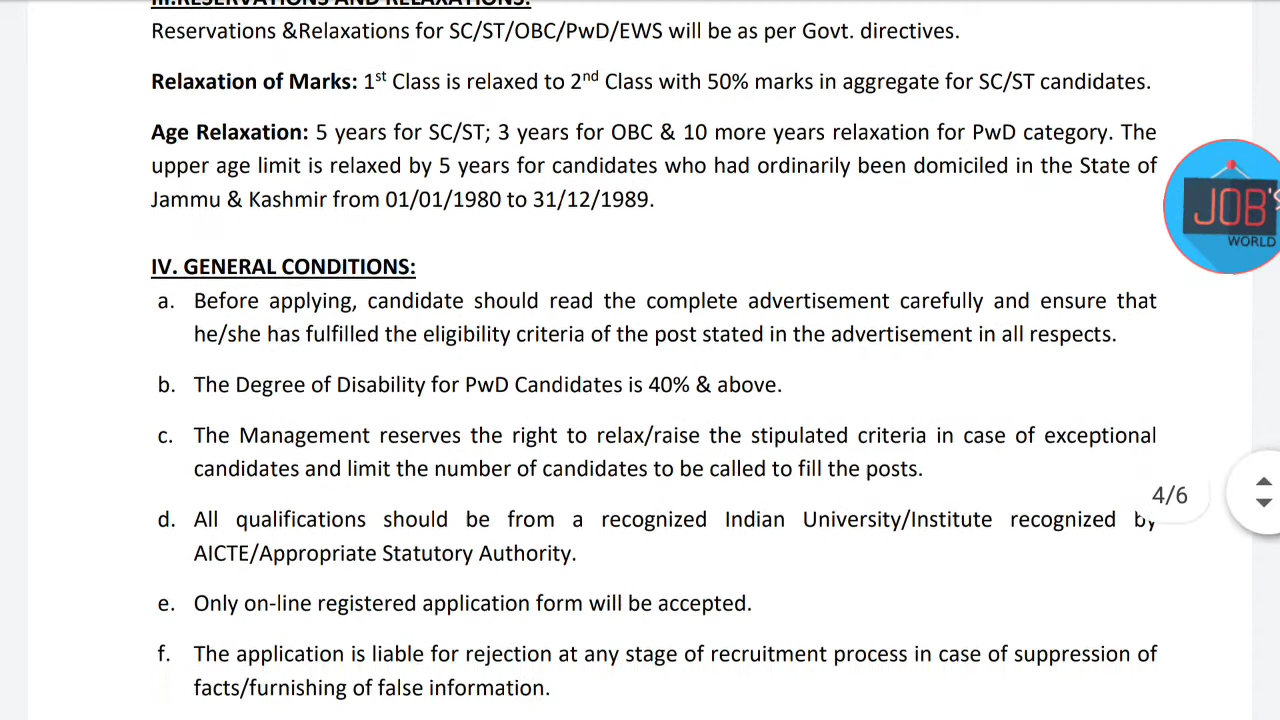 III.RESERVATIONS AND RELAXATIONS:
Reservations &Relaxations for SC/ST/OBC/PwD/EWS will be as per Govt. directives.
Relaxation of Marks: 1st Class is relaxed to 2nd Class with 50% marks in aggregate for SC/ST candidates.
Age Relaxation: 5 years for SC/ST; 3 years for OBC & 10 more years relaxation for PwD category. The
upper age limit is relaxed by 5 years for candidates who had ordinarily been domiciled in the State of
Jammu & Kashmir from 01/01/1980 to 31/12/1989.
JOB'S
WORLD
IV. GENERAL CONDITIONS:
a. Before applying, candidate should read the complete advertisement carefully and ensure that
he/she has fulfilled the eligibility criteria of the post stated in the advertisement in all respects.
b. The Degree of Disability for PwD Candidates is 40% & above.
c. The Management reserves the right to relax/raise the stipulated criteria in case of exceptional
candidates and limit the number of candidates to be called to fill the posts.
4/6
d. All qualifications should be from a recognized Indian University/Institute recognized by
AICTE/Appropriate Statutory Authority.
e. Only on-line registered application form will be accepted.
f. The application is liable for rejection at any stage of recruitment process in case of suppression of
facts/furnishing of false information.